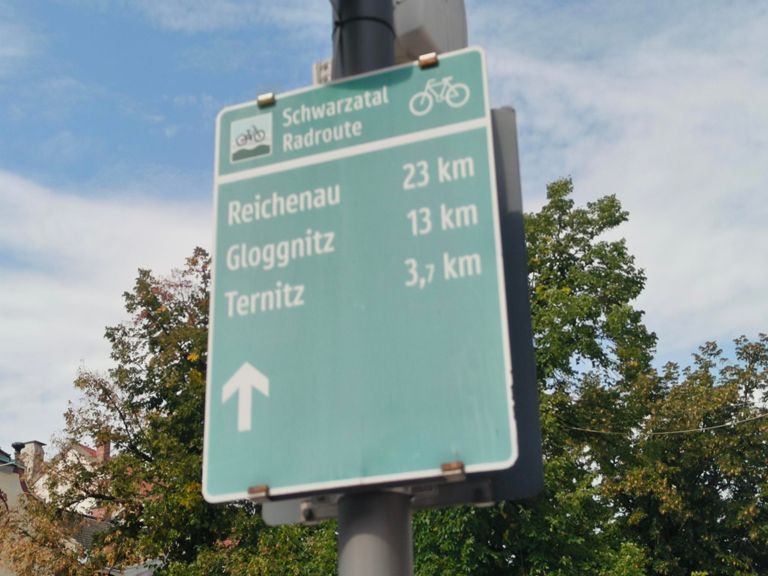 Schwarzatal
Radroute
Reichenau 23 km
Gloggnitz 13 km
Ternitz 3,7 km